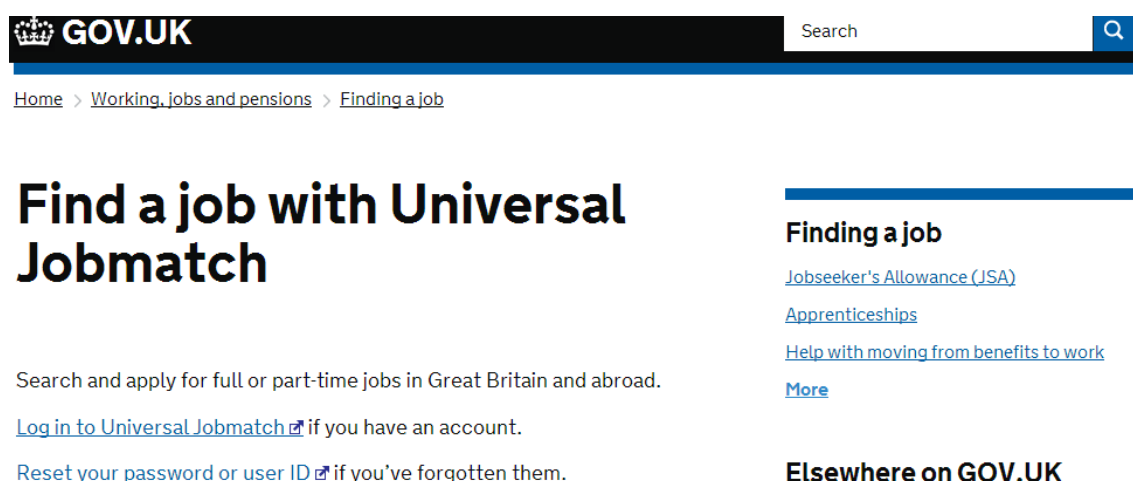 GOV.UK
Search
Home > Working, jobs and pensions > Finding a job
Find a job with Universal
Jobmatch
Search and apply for full or part-time jobs in Great Britain and abroad.
Log in to Universal Jobmatch if you have an account.
Reset your password or user ID if you've forgotten them.
Finding a job
Jobseeker's Allowance (JSA)
Apprenticeships
Help with moving from benefits to work
More
Elsewhere on GOV.UK